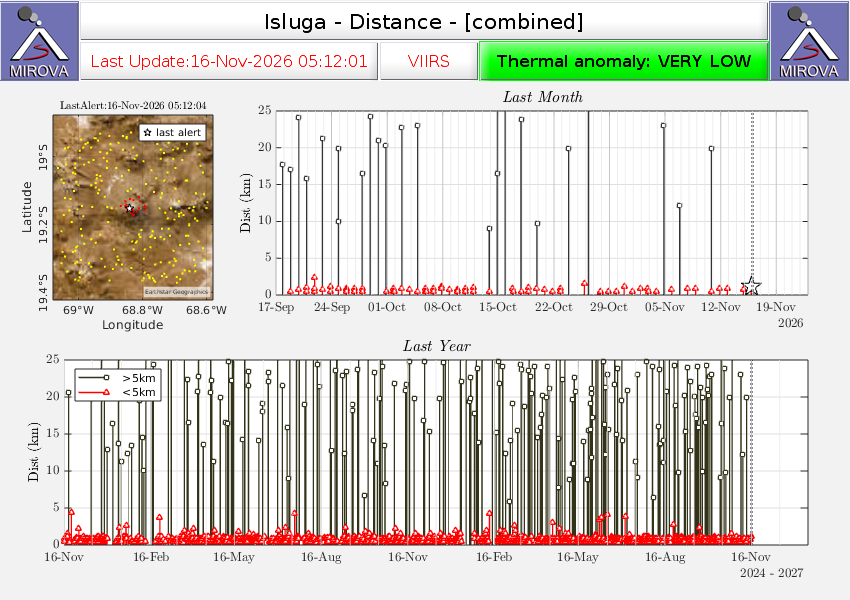 Isluga - Distance - [combined]
MIROVA
Last Update:16-Nov-2026 05:12:01
VIIRS
Thermal anomaly: VERY LOW
MIROVA
LastAlert:16-Nov-2026 05:12:04
last alert
19°S
19.2°S
19.4°S
Latitude
Earthstar Geographics
69°W
68.8°W
68.6°W
Longitude
Last Month
25
20
15
10
5
0
Dist (km)
17-Sep
24-Sep
01-Oct
08-Oct
15-Oct
22-Oct
29-Oct
05-Nov
12-Nov
19-Nov
2026
Last Year
25
20
15
10
5
0
Dist (km)
>5km
<5km
16-Nov
16-Feb
16-May
16-Aug
16-Nov
16-Feb
16-May
16-Aug
16-Nov
2024 - 2027